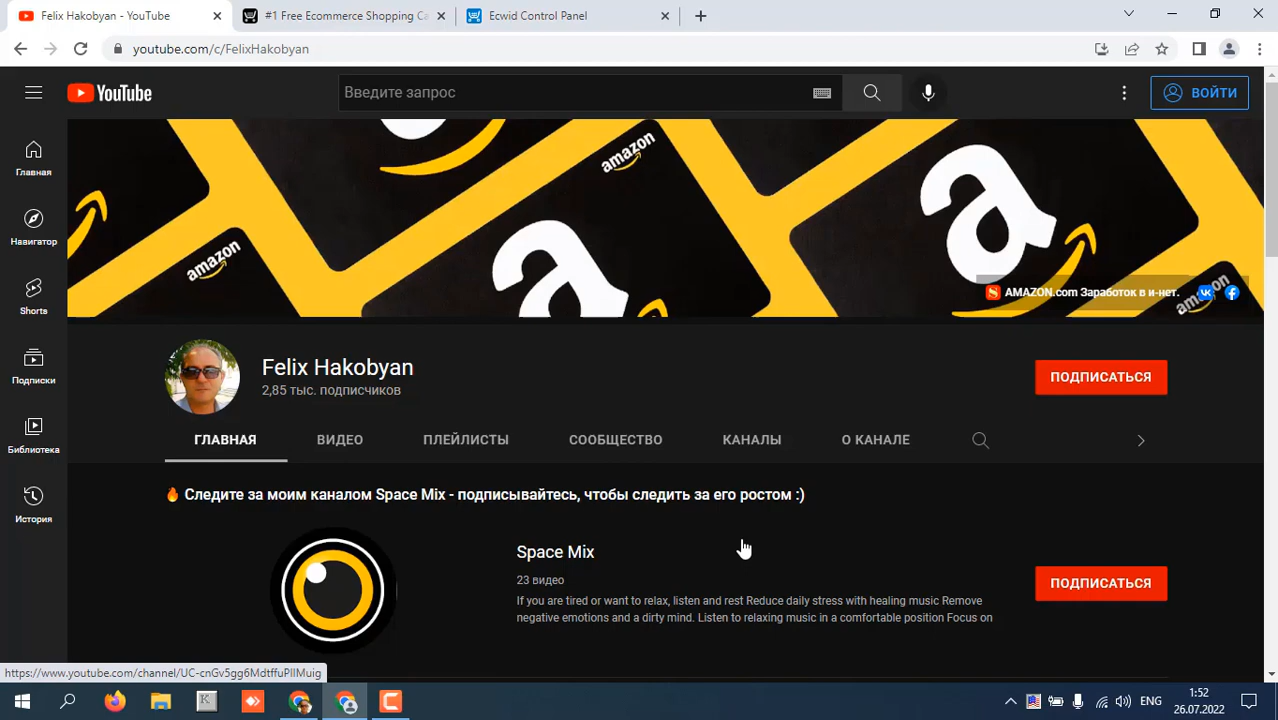 Felix Hakobyan - YouTube
#1 Free Ecommerce Shopping Ca
Ecwid Control Panel
youtube.com/c/FelixHakobyan
YouTube
Введите запрос
ВОЙТИ
Главная
Навигатор
Shorts
Подписки
Библиотека
История
amazon
amazon
amazon
AMAZON.com Заработок в и-нет.
Felix Hakobyan
2,85 тыс. подписчиков
ПОДПИСАТЬСЯ
ГЛАВНАЯ
ВИДЕО
ПЛЕЙЛИСТЫ
СООБЩЕСТВО
КАНАЛЫ
О КАНАЛЕ
🔥 Следите за моим каналом Space Mix - подписывайтесь, чтобы следить за его ростом :)
Space Mix
23 видео
If you are tired or want to relax, listen and rest Reduce daily stress with healing music Remove
negative emotions and a dirty mind. Listen to relaxing music in a comfortable position Focus on
ПОДПИСАТЬСЯ
https://www.youtube.com/channel/UC-cnGv5gg6MdtffuPIlMuig
ENG
1:52
26.07.2022